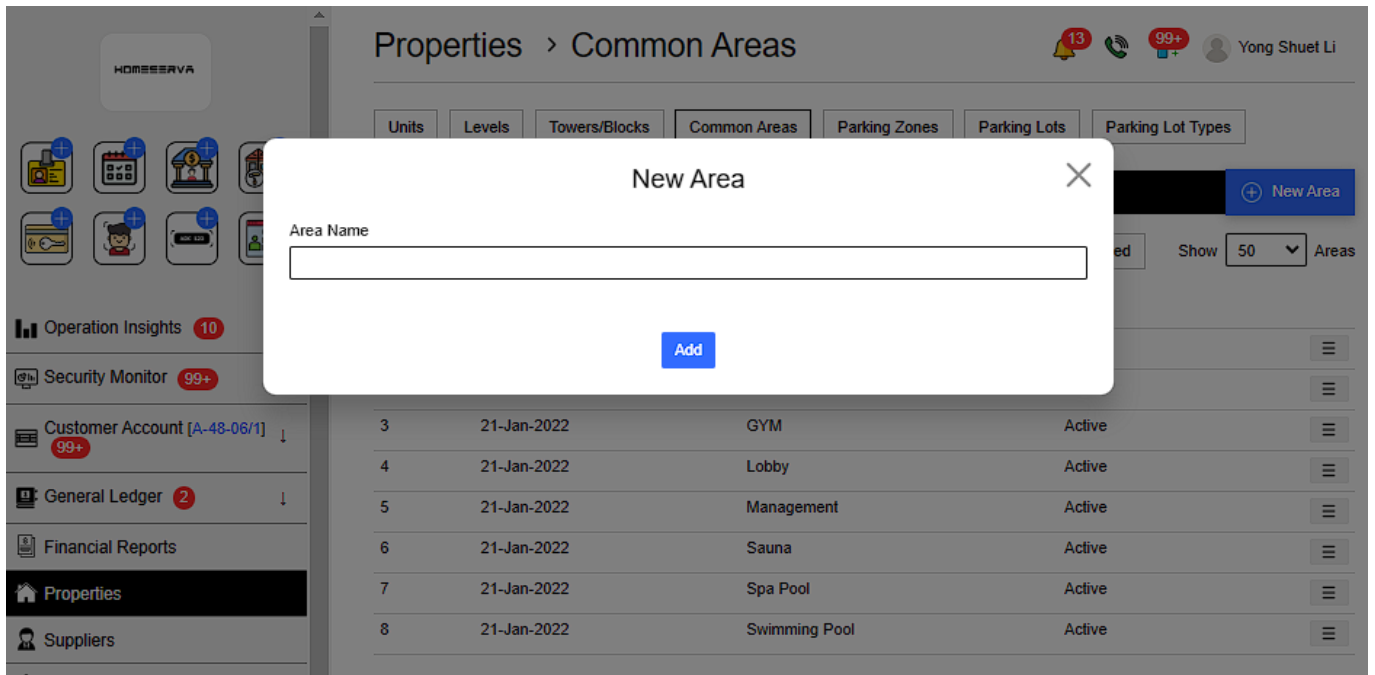 HOMESERVA
Properties > Common Areas
13
99+
Yong Shuet Li
Units
Levels
Towers/Blocks
Common Areas
Parking Zones
Parking Lots
Parking Lot Types
New Area
New Area
Area Name
Add
ed
Show 50 Areas
Operation Insights 10
Security Monitor 99+
Customer Account [A-48-06/1] ↓
99+
General Ledger 2 ↓
Financial Reports
Properties
Suppliers
3 21-Jan-2022 GYM Active
4 21-Jan-2022 Lobby Active
5 21-Jan-2022 Management Active
6 21-Jan-2022 Sauna Active
7 21-Jan-2022 Spa Pool Active
8 21-Jan-2022 Swimming Pool Active